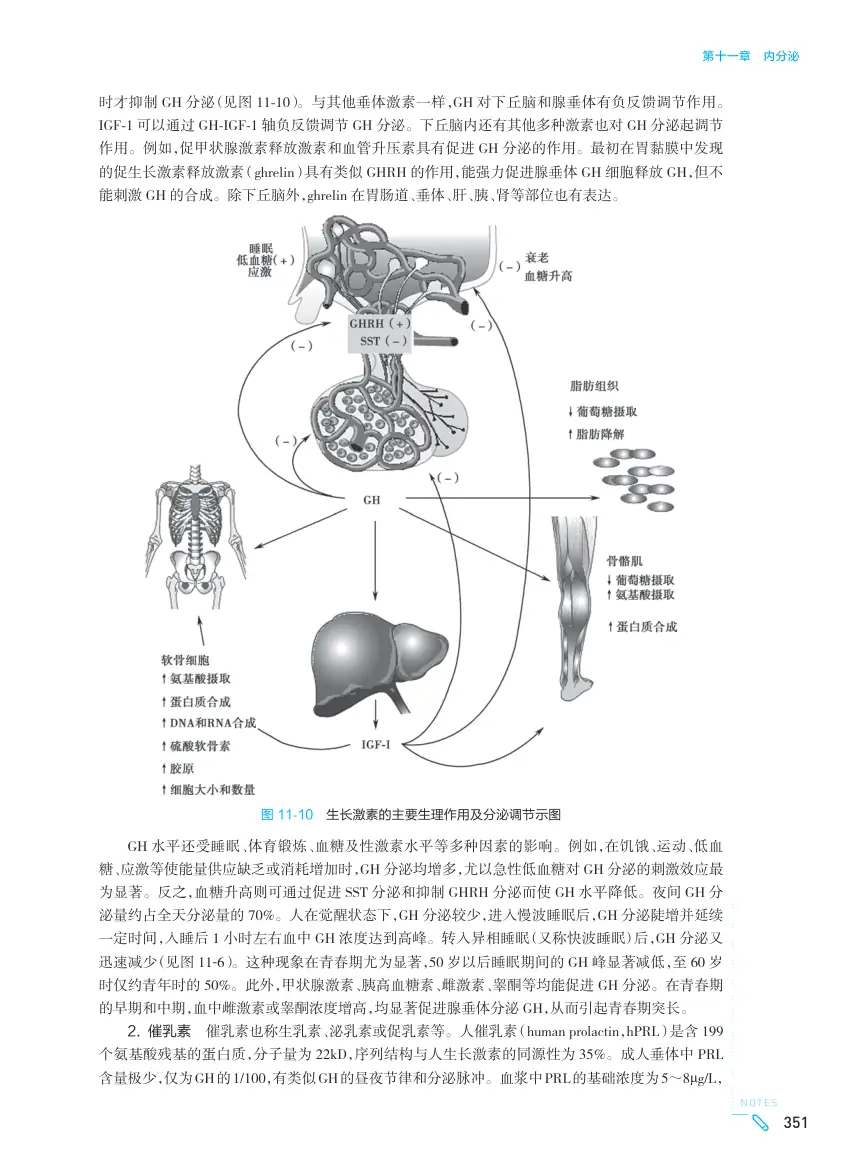 第十一章 内分泌
时才抑制 GH 分泌（见图 11-10）。与其他垂体激素一样，GH 对下丘脑和腺垂体有负反馈调节作用。
IGF-1 可以通过 GH-IGF-1 轴负反馈调节 GH 分泌。下丘脑内还有其他多种激素也对 GH 分泌起调节
作用。例如，促甲状腺激素释放激素和血管升压素具有促进 GH 分泌的作用。最初在胃黏膜中发现
的促生长激素释放激素（ghrelin）具有类似 GHRH 的作用，能强力促进腺垂体 GH 细胞释放 GH，但不
能刺激 GH 的合成。除下丘脑外，ghrelin 在胃肠道、垂体、肝、胰、肾等部位也有表达。
睡眠
低血糖（+）
应激
（-）
衰老
血糖升高
GHRH（+）
SST（-）
（-）
（-）
脂肪组织
↓葡萄糖摄取
↑脂肪降解
（-）
（-）
GH
骨骼肌
↓葡萄糖摄取
↑氨基酸摄取
↑蛋白质合成
软骨细胞
↑氨基酸摄取
↑蛋白质合成
↑DNA和RNA合成
↑硫酸软骨素
↑胶原
↑细胞大小和数量
IGF-I
图 11-10 生长激素的主要生理作用及分泌调节示图
GH 水平还受睡眠、体育锻炼、血糖及性激素水平等多种因素的影响。例如，在饥饿、运动、低血
糖、应激等使能量供应缺乏或消耗增加时，GH 分泌均增多，尤以急性低血糖对 GH 分泌的刺激效应最
为显著。反之，血糖升高则可通过促进 SST 分泌和抑制 GHRH 分泌而使 GH 水平降低。夜间 GH 分
泌量约占全天分泌量的 70%。人在觉醒状态下，GH 分泌较少，进入慢波睡眠后，GH 分泌陡增并延续
一定时间，入睡后 1 小时左右血中 GH 浓度达到高峰。转入异相睡眠（又称快波睡眠）后，GH 分泌又
迅速减少（见图 11-6）。这种现象在青春期尤为显著，50 岁以后睡眠期间的 GH 峰显著减低，至 60 岁
时仅约青年时的 50%。此外，甲状腺激素、胰高血糖素、雌激素、睾酮等均能促进 GH 分泌。在青春期
的早期和中期，血中雌激素或睾酮浓度增高，均显著促进腺垂体分泌 GH，从而引起青春期突长。
2. 催乳素 催乳素也称生乳素、泌乳素或促乳素等。人催乳素（human prolactin，hPRL）是含 199
个氨基酸残基的蛋白质，分子量为 22kD，序列结构与人生长激素的同源性为 35%。成人垂体中 PRL
含量极少，仅为GH的1/100，有类似GH的昼夜节律和分泌脉冲。血浆中PRL的基础浓度为5～8μg/L，
NOTES
351